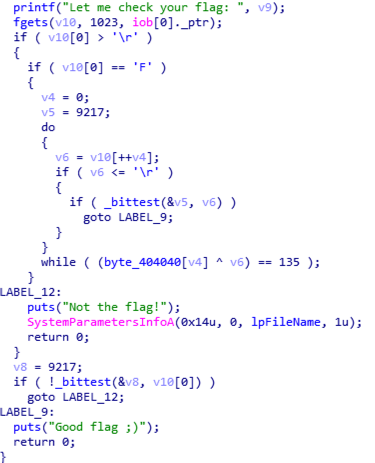 printf("Let me check your flag: ", v9);
fgets(v10, 1023, iob[0]._ptr);
if ( v10[0] > '\r' )
{
if ( v10[0] == 'F' )
{
v4 = 0;
v5 = 9217;
do
{
v6 = v10[++v4];
if ( v6 <= '\r' )
{
if ( _bittest(&v5, v6) )
goto LABEL_9;
}
}
while ( (byte_404040[v4] ^ v6) == 135 );
}
LABEL_12:
puts("Not the flag!");
SystemParametersInfoA(0x14u, 0, lpFileName, 1u);
return 0;
}
v8 = 9217;
if ( !_bittest(&v8, v10[0]) )
goto LABEL_12;
LABEL_9:
puts("Good flag ;)");
return 0;
}